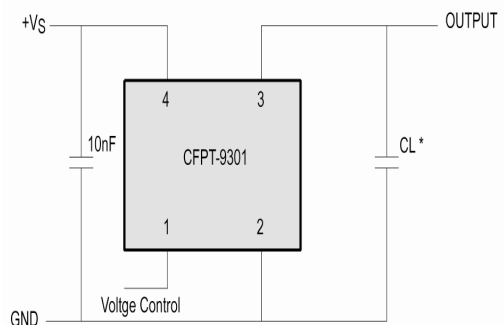 +VS
OUTPUT
4 3
10nF
CFPT-9301
CL *
1 2
Voltge Control
GND